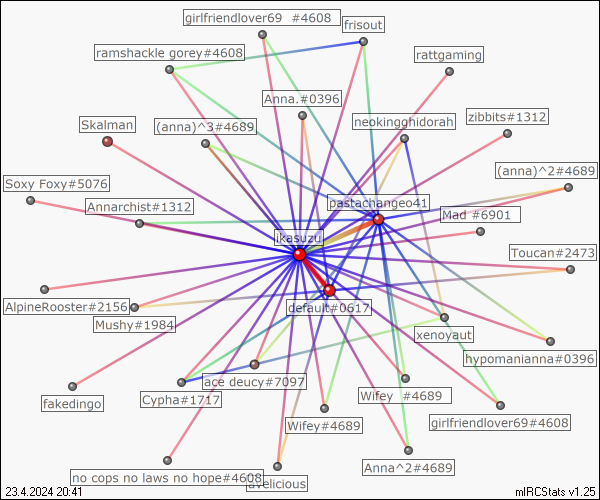 girlfriendlover69 #4608
frisout
ramshackle gorey#4608
rattgaming
Anna.#0396
zibbits#1312
Skalman
(anna)^3#4689
neokingghidorah
(anna)^2#4689
Soxy Foxy#5076
pastachangeo41
Annarchist#1312
Mad #6901
ikasuzu
Toucan#2473
AlpineRooster#2156
default#0617
Mushy#1984
xenoyaut
hypomanianna#0396
ace deucy#7097
fakedingo
Cypha#1717
Wifey #4689
Wifey#4689
girlfriendlover69#4608
Anna^2#4689
no cops no laws no hope#4608
avelicious
23.4.2024 20:41
mIRCStats v1.25